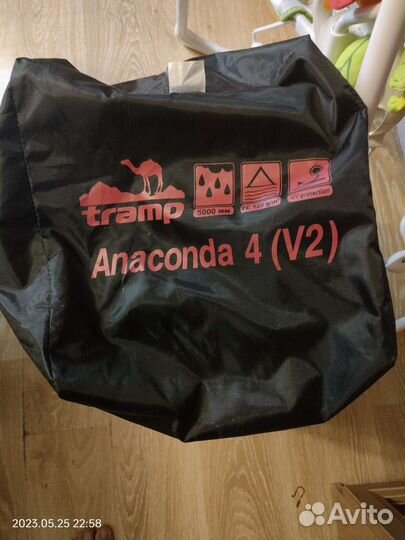 tramp
5000 мм
PE 120 g/m²
UV protection
Anaconda 4 (V2)
2023.05.25 22:58
Avito